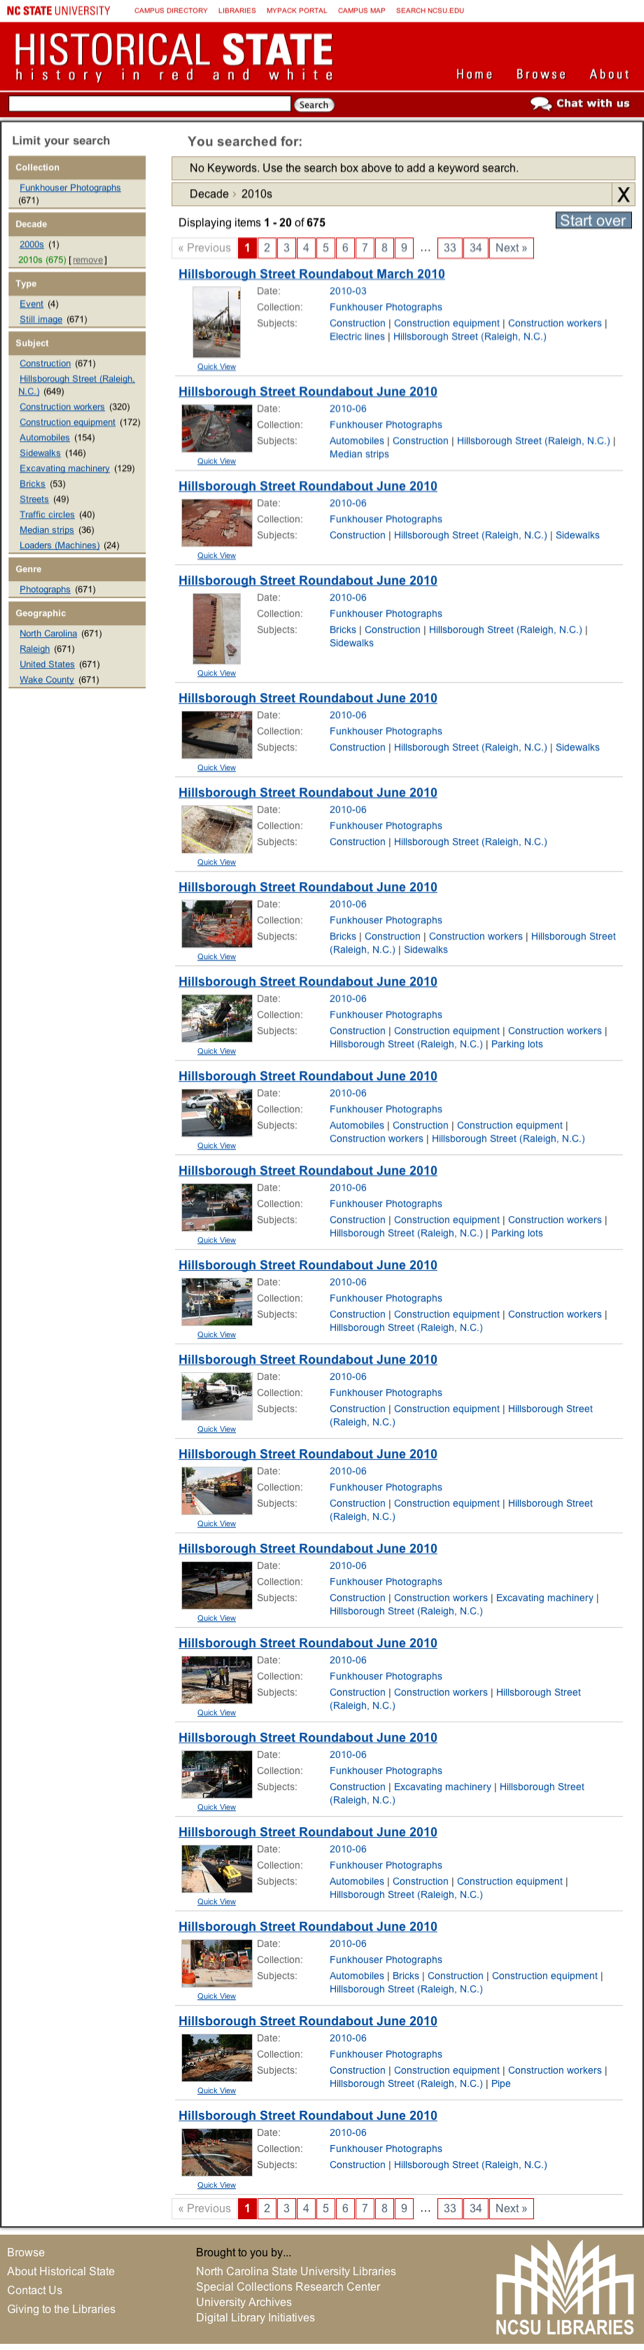 NC STATE UNIVERSITY CAMPUS DIRECTORY LIBRARIES MYPACK PORTAL CAMPUS MAP SEARCH NCSU.EDU
HISTORICAL STATE
history in red and white
Home Browse About
Search
Chat with us
Limit your search
Collection
Funkhouser Photographs
(671)
Decade
2000s (1)
2010s (675) [remove]
Type
Event (4)
Still image (671)
Subject
Construction (671)
Hillsborough Street (Raleigh,
N.C.) (649)
Construction workers (320)
Construction equipment (172)
Automobiles (154)
Sidewalks (146)
Excavating machinery (129)
Bricks (53)
Streets (49)
Traffic circles (40)
Median strips (36)
Loaders (Machines) (24)
Genre
Photographs (671)
Geographic
North Carolina (671)
Raleigh (671)
United States (671)
Wake County (671)
You searched for:
No Keywords. Use the search box above to add a keyword search.
Decade › 2010s X
Displaying items 1 - 20 of 675
Start over
« Previous 1 2 3 4 5 6 7 8 9 ... 33 34 Next »
Hillsborough Street Roundabout March 2010
Date: 2010-03
Collection: Funkhouser Photographs
Subjects: Construction | Construction equipment | Construction workers |
Electric lines | Hillsborough Street (Raleigh, N.C.)
Quick View
Hillsborough Street Roundabout June 2010
Date: 2010-06
Collection: Funkhouser Photographs
Subjects: Automobiles | Construction | Hillsborough Street (Raleigh, N.C.) |
Median strips
Quick View
Hillsborough Street Roundabout June 2010
Date: 2010-06
Collection: Funkhouser Photographs
Subjects: Construction | Hillsborough Street (Raleigh, N.C.) | Sidewalks
Quick View
Hillsborough Street Roundabout June 2010
Date: 2010-06
Collection: Funkhouser Photographs
Subjects: Bricks | Construction | Hillsborough Street (Raleigh, N.C.) |
Sidewalks
Quick View
Hillsborough Street Roundabout June 2010
Date: 2010-06
Collection: Funkhouser Photographs
Subjects: Construction | Hillsborough Street (Raleigh, N.C.) | Sidewalks
Quick View
Hillsborough Street Roundabout June 2010
Date: 2010-06
Collection: Funkhouser Photographs
Subjects: Construction | Hillsborough Street (Raleigh, N.C.)
Quick View
Hillsborough Street Roundabout June 2010
Date: 2010-06
Collection: Funkhouser Photographs
Subjects: Bricks | Construction | Construction workers | Hillsborough Street
(Raleigh, N.C.) | Sidewalks
Quick View
Hillsborough Street Roundabout June 2010
Date: 2010-06
Collection: Funkhouser Photographs
Subjects: Construction | Construction equipment | Construction workers |
Hillsborough Street (Raleigh, N.C.) | Parking lots
Quick View
Hillsborough Street Roundabout June 2010
Date: 2010-06
Collection: Funkhouser Photographs
Subjects: Automobiles | Construction | Construction equipment |
Construction workers | Hillsborough Street (Raleigh, N.C.)
Quick View
Hillsborough Street Roundabout June 2010
Date: 2010-06
Collection: Funkhouser Photographs
Subjects: Construction | Construction equipment | Construction workers |
Hillsborough Street (Raleigh, N.C.) | Parking lots
Quick View
Hillsborough Street Roundabout June 2010
Date: 2010-06
Collection: Funkhouser Photographs
Subjects: Construction | Construction equipment | Construction workers |
Hillsborough Street (Raleigh, N.C.)
Quick View
Hillsborough Street Roundabout June 2010
Date: 2010-06
Collection: Funkhouser Photographs
Subjects: Construction | Construction equipment | Hillsborough Street
(Raleigh, N.C.)
Quick View
Hillsborough Street Roundabout June 2010
Date: 2010-06
Collection: Funkhouser Photographs
Subjects: Construction | Construction equipment | Hillsborough Street
(Raleigh, N.C.)
Quick View
Hillsborough Street Roundabout June 2010
Date: 2010-06
Collection: Funkhouser Photographs
Subjects: Construction | Construction workers | Excavating machinery |
Hillsborough Street (Raleigh, N.C.)
Quick View
Hillsborough Street Roundabout June 2010
Date: 2010-06
Collection: Funkhouser Photographs
Subjects: Construction | Construction workers | Hillsborough Street
(Raleigh, N.C.)
Quick View
Hillsborough Street Roundabout June 2010
Date: 2010-06
Collection: Funkhouser Photographs
Subjects: Construction | Excavating machinery | Hillsborough Street
(Raleigh, N.C.)
Quick View
Hillsborough Street Roundabout June 2010
Date: 2010-06
Collection: Funkhouser Photographs
Subjects: Automobiles | Construction | Construction equipment |
Hillsborough Street (Raleigh, N.C.)
Quick View
Hillsborough Street Roundabout June 2010
Date: 2010-06
Collection: Funkhouser Photographs
Subjects: Automobiles | Bricks | Construction | Construction equipment |
Hillsborough Street (Raleigh, N.C.)
Quick View
Hillsborough Street Roundabout June 2010
Date: 2010-06
Collection: Funkhouser Photographs
Subjects: Construction | Construction equipment | Construction workers |
Hillsborough Street (Raleigh, N.C.) | Pipe
Quick View
Hillsborough Street Roundabout June 2010
Date: 2010-06
Collection: Funkhouser Photographs
Subjects: Construction | Hillsborough Street (Raleigh, N.C.)
Quick View
« Previous 1 2 3 4 5 6 7 8 9 ... 33 34 Next »
Browse
About Historical State
Contact Us
Giving to the Libraries
Brought to you by...
North Carolina State University Libraries
Special Collections Research Center
University Archives
Digital Library Initiatives
NCSU LIBRARIES